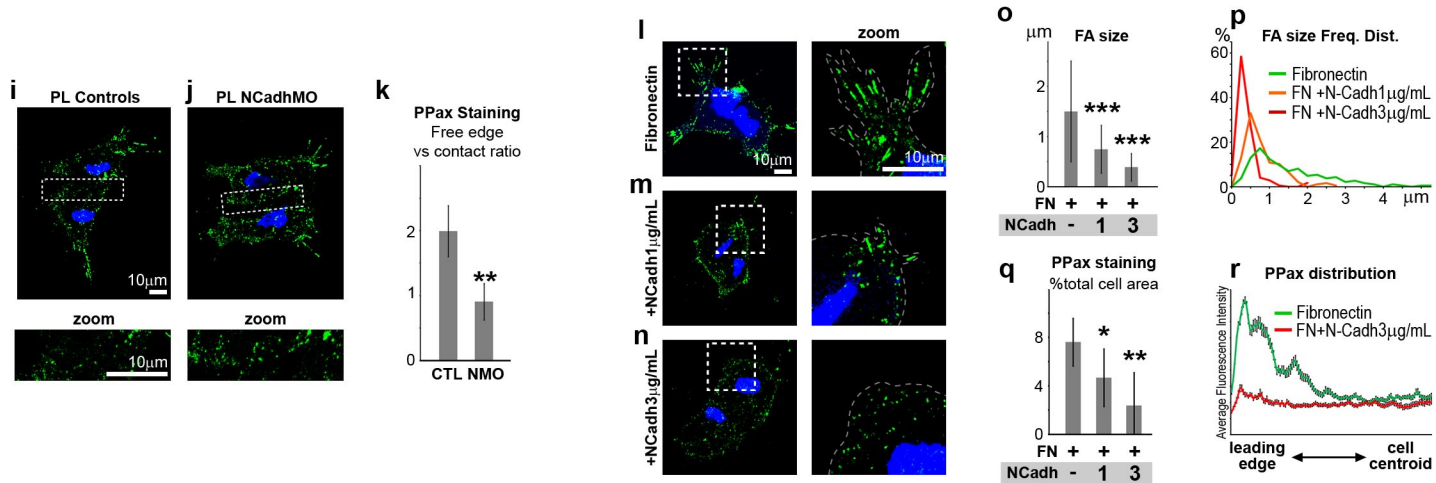 i
PL Controls
10µm
zoom
10µm
j
PL NCadhMO
zoom
k
PPax Staining
Free edge
vs contact ratio
2
1
0
CTL NMO
**
l
Fibronectin
10µm
zoom
m
+NCadh1µg/mL
n
+NCadh3µg/mL
o
µm
FA size
2
1
0
***
***
FN + + +
NCadh - 1 3
p
%
FA size Freq. Dist.
60
40
20
0
Fibronectin
FN +N-Cadh1µg/mL
FN +N-Cadh3µg/mL
0 1 2 3 4 µm
q
PPax staining
%total cell area
8
4
0
*
**
FN + + +
NCadh - 1 3
r
PPax distribution
Average Fluorescence Intensity
Fibronectin
FN+N-Cadh3µg/mL
leading
edge
cell
centroid